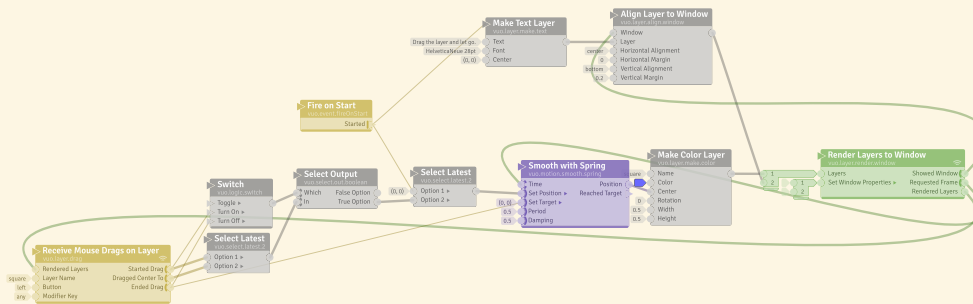 Make Text Layer
vuo.layer.make.text
Drag the layer and let go.
Text
HelveticaNeue 28pt
Font
(0, 0)
Center
Align Layer to Window
vuo.layer.align.window
Window
Layer
center
Horizontal Alignment
0
Horizontal Margin
bottom
Vertical Alignment
0.2
Vertical Margin
Fire on Start
vuo.event.fireOnStart
Started
Switch
vuo.logic.switch
Toggle
Turn On
Turn Off
Select Output
vuo.select.out.boolean
Which
False Option
In
True Option
Select Latest
vuo.select.latest.2
(0, 0)
Option 1
Option 2
Smooth with Spring
vuo.motion.smooth.spring
Time
Position
Set Position
Reached Target
(0, 0)
Set Target
0.5
Period
0.5
Damping
Make Color Layer
vuo.layer.make.color
square
Name
Color
Center
0
Rotation
0.5
Width
0.5
Height
1
2
1
2
Render Layers to Window
vuo.layer.render.window
Layers
Showed Window
Set Window Properties
Requested Frame
Rendered Layers
Select Latest
vuo.select.latest.2
Option 1
Option 2
Receive Mouse Drags on Layer
vuo.layer.drag
Rendered Layers
Started Drag
square
Layer Name
Dragged Center To
left
Button
Ended Drag
any
Modifier Key